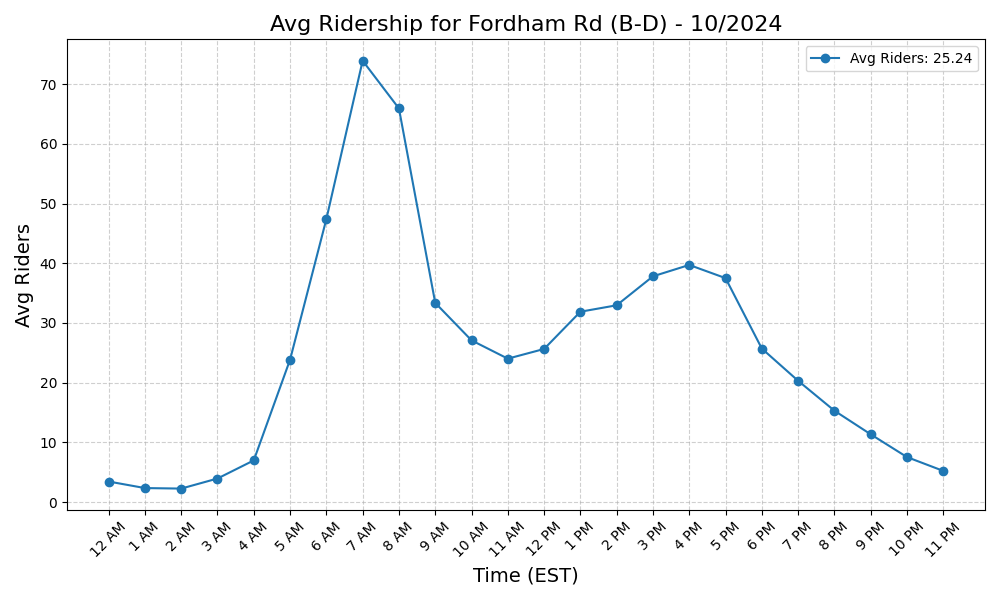 Avg Ridership for Fordham Rd (B-D) - 10/2024
Avg Riders: 25.24
Avg Riders
70
60
50
40
30
20
10
0
12 AM
1 AM
2 AM
3 AM
4 AM
5 AM
6 AM
7 AM
8 AM
9 AM
10 AM
11 AM
12 PM
1 PM
2 PM
3 PM
4 PM
5 PM
6 PM
7 PM
8 PM
9 PM
10 PM
11 PM
Time (EST)